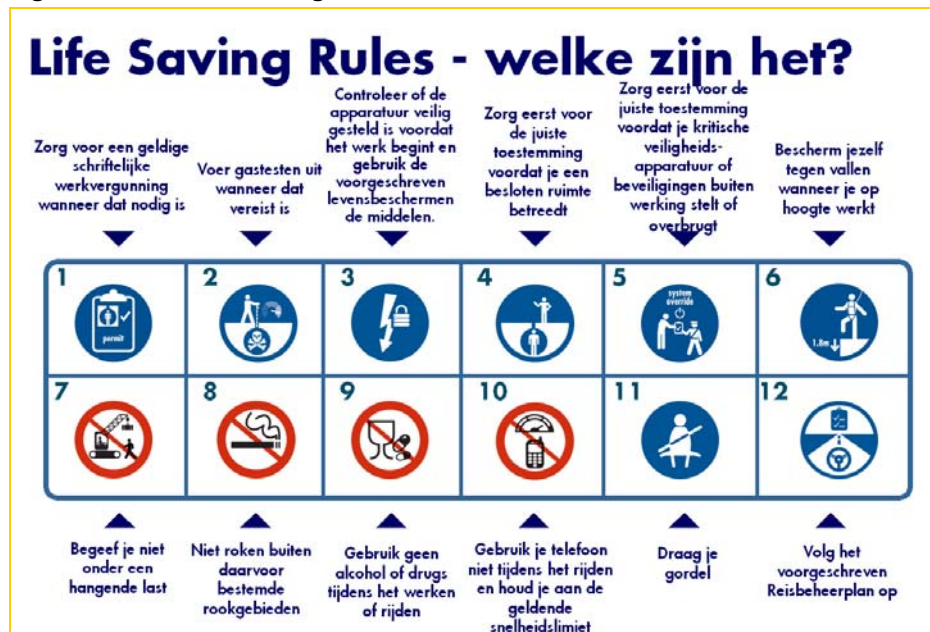 Life Saving Rules - welke zijn het?
Zorg voor een geldige
schriftelijke
werkvergunning
wanneer dat nodig is
Voer gastesten uit
wanneer dat
vereist is
Controleer of de
apparatuur veilig
gesteld is voordat
het werk begint en
gebruik de
voorgeschreven
levensbeschermen
de middelen.
Zorg eerst voor
de juiste
toestemming
voordat je een
besloten ruimte
betreedt
Zorg eerst voor de
juiste toestemming
voordat je kritische
veiligheids-
apparatuur of
beveiligingen buiten
werking stelt of
overbrugt
Bescherm jezelf
tegen vallen
wanneer je op
hoogte werkt
1
permit
2
3
4
5
system
override
6
1.8m
7
8
9
10
11
12
Begeef je niet
onder een
hangende last
Niet roken buiten
daarvoor
bestemde
rookgebieden
Gebruik geen
alcohol of drugs
tijdens het werken
of rijden
Gebruik je telefoon
niet tijdens het rijden
en houd je aan de
geldende
snelheidslimiet
Draag je
gordel
Volg het
voorgeschreven
Reisbeheerplan op